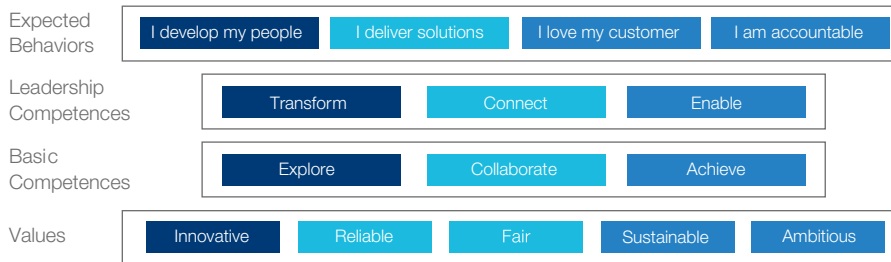 Expected
Behaviors
I develop my people
I deliver solutions
I love my customer
I am accountable
Leadership
Competences
Transform
Connect
Enable
Basic
Competences
Explore
Collaborate
Achieve
Values
Innovative
Reliable
Fair
Sustainable
Ambitious